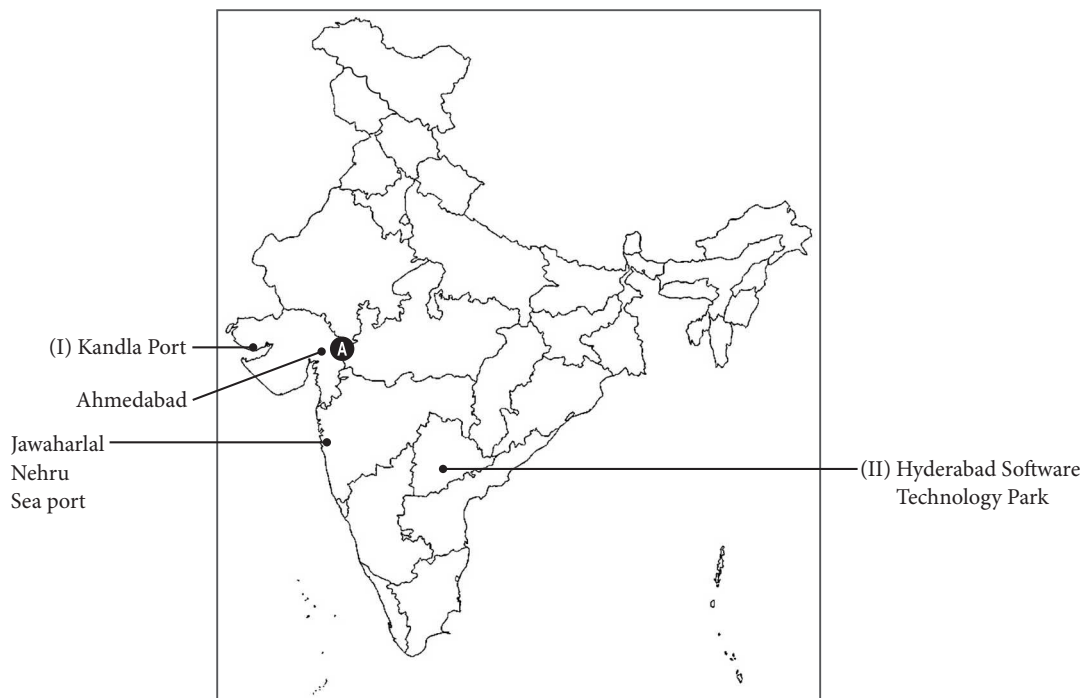 (I) Kandla Port
A
Ahmedabad
Jawaharlal
Nehru
Sea port
(II) Hyderabad Software
Technology Park